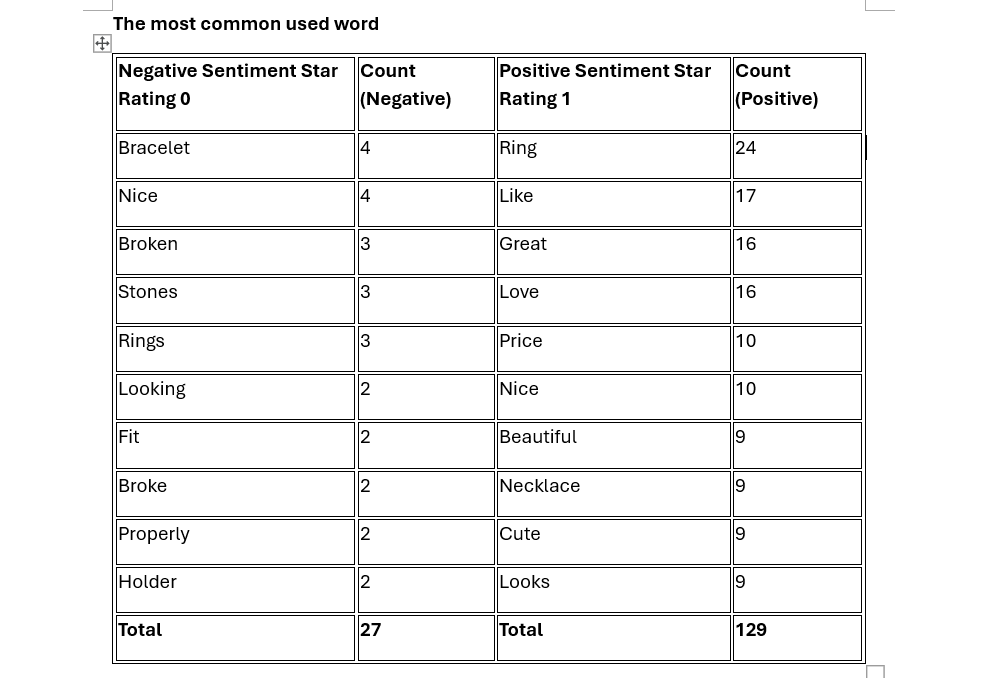 The most common used word
Negative Sentiment Star Rating 0 | Count (Negative) | Positive Sentiment Star Rating 1 | Count (Positive)
Bracelet | 4 | Ring | 24
Nice | 4 | Like | 17
Broken | 3 | Great | 16
Stones | 3 | Love | 16
Rings | 3 | Price | 10
Looking | 2 | Nice | 10
Fit | 2 | Beautiful | 9
Broke | 2 | Necklace | 9
Properly | 2 | Cute | 9
Holder | 2 | Looks | 9
Total | 27 | Total | 129